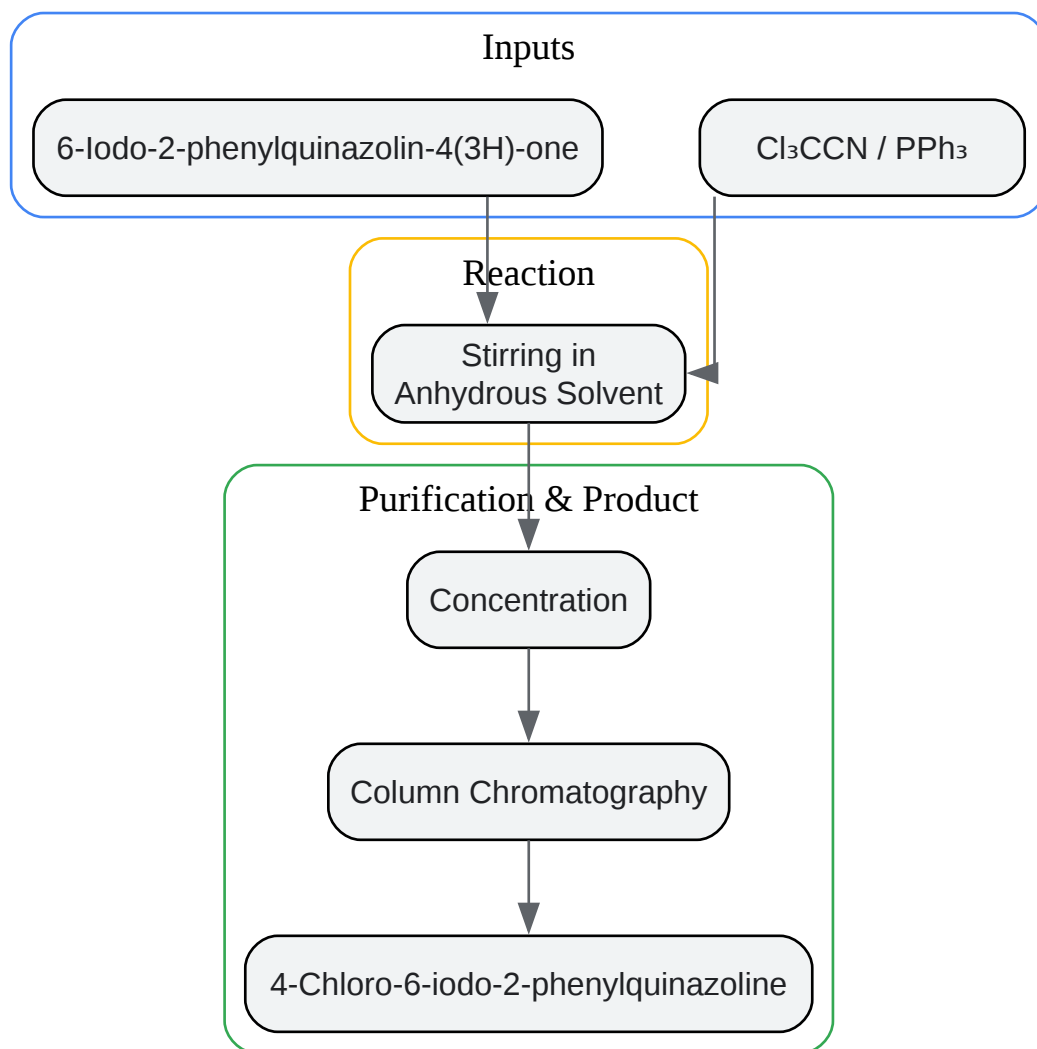 Inputs
6-Iodo-2-phenylquinazolin-4(3H)-one
Cl₃CCN / PPh₃
Reaction
Stirring in
Anhydrous Solvent
Purification & Product
Concentration
Column Chromatography
4-Chloro-6-iodo-2-phenylquinazoline